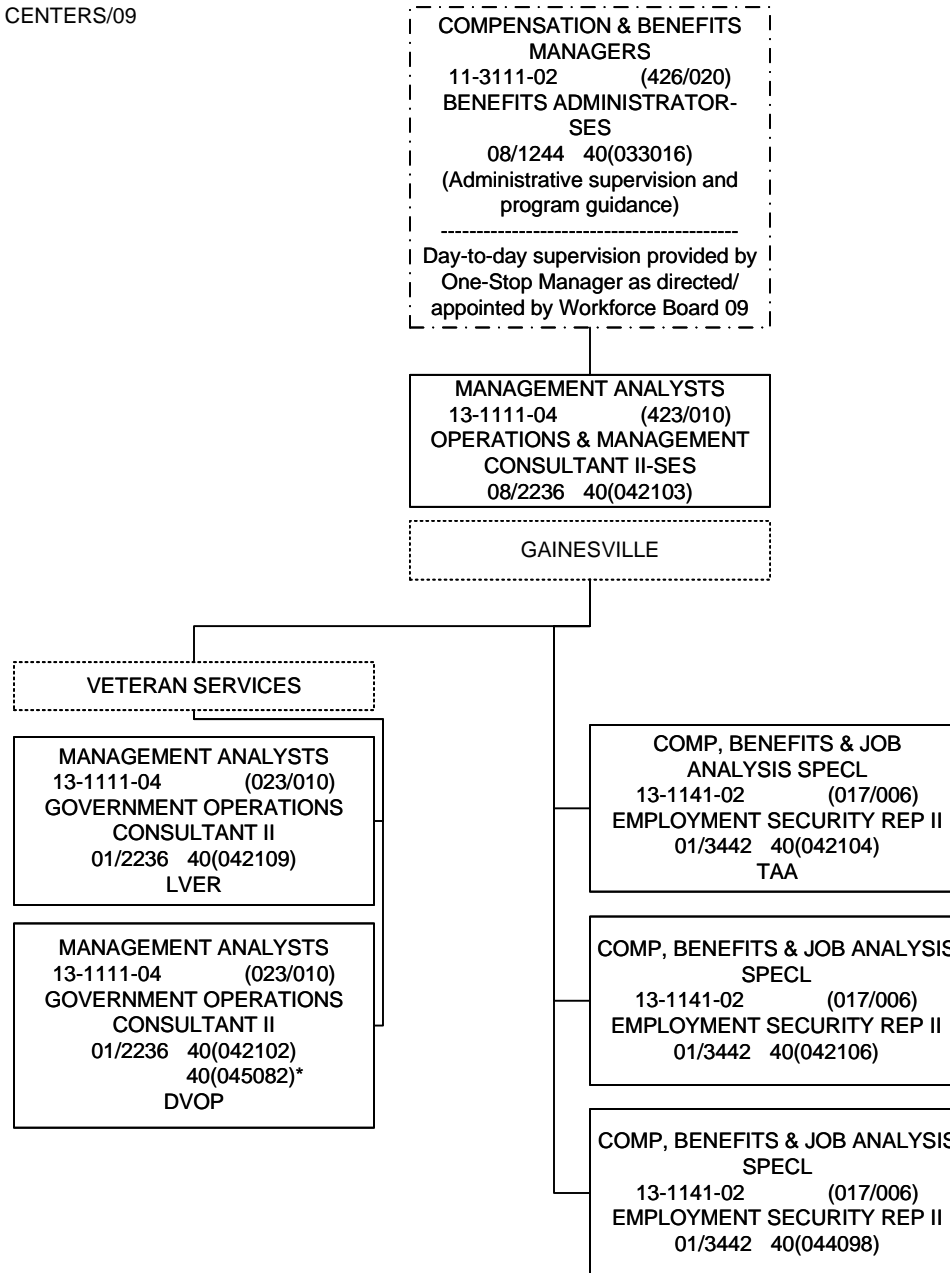 CENTERS/09
COMPENSATION & BENEFITS
MANAGERS
11-3111-02 (426/020)
BENEFITS ADMINISTRATOR-
SES
08/1244 40(033016)
(Administrative supervision and
program guidance)
------------------------------------------
Day-to-day supervision provided by
One-Stop Manager as directed/
appointed by Workforce Board 09
MANAGEMENT ANALYSTS
13-1111-04 (423/010)
OPERATIONS & MANAGEMENT
CONSULTANT II-SES
08/2236 40(042103)
GAINESVILLE
VETERAN SERVICES
MANAGEMENT ANALYSTS
13-1111-04 (023/010)
GOVERNMENT OPERATIONS
CONSULTANT II
01/2236 40(042109)
LVER
MANAGEMENT ANALYSTS
13-1111-04 (023/010)
GOVERNMENT OPERATIONS
CONSULTANT II
01/2236 40(042102)
40(045082)*
DVOP
COMP, BENEFITS & JOB
ANALYSIS SPECL
13-1141-02 (017/006)
EMPLOYMENT SECURITY REP II
01/3442 40(042104)
TAA
COMP, BENEFITS & JOB ANALYSIS
SPECL
13-1141-02 (017/006)
EMPLOYMENT SECURITY REP II
01/3442 40(042106)
COMP, BENEFITS & JOB ANALYSIS
SPECL
13-1141-02 (017/006)
EMPLOYMENT SECURITY REP II
01/3442 40(044098)